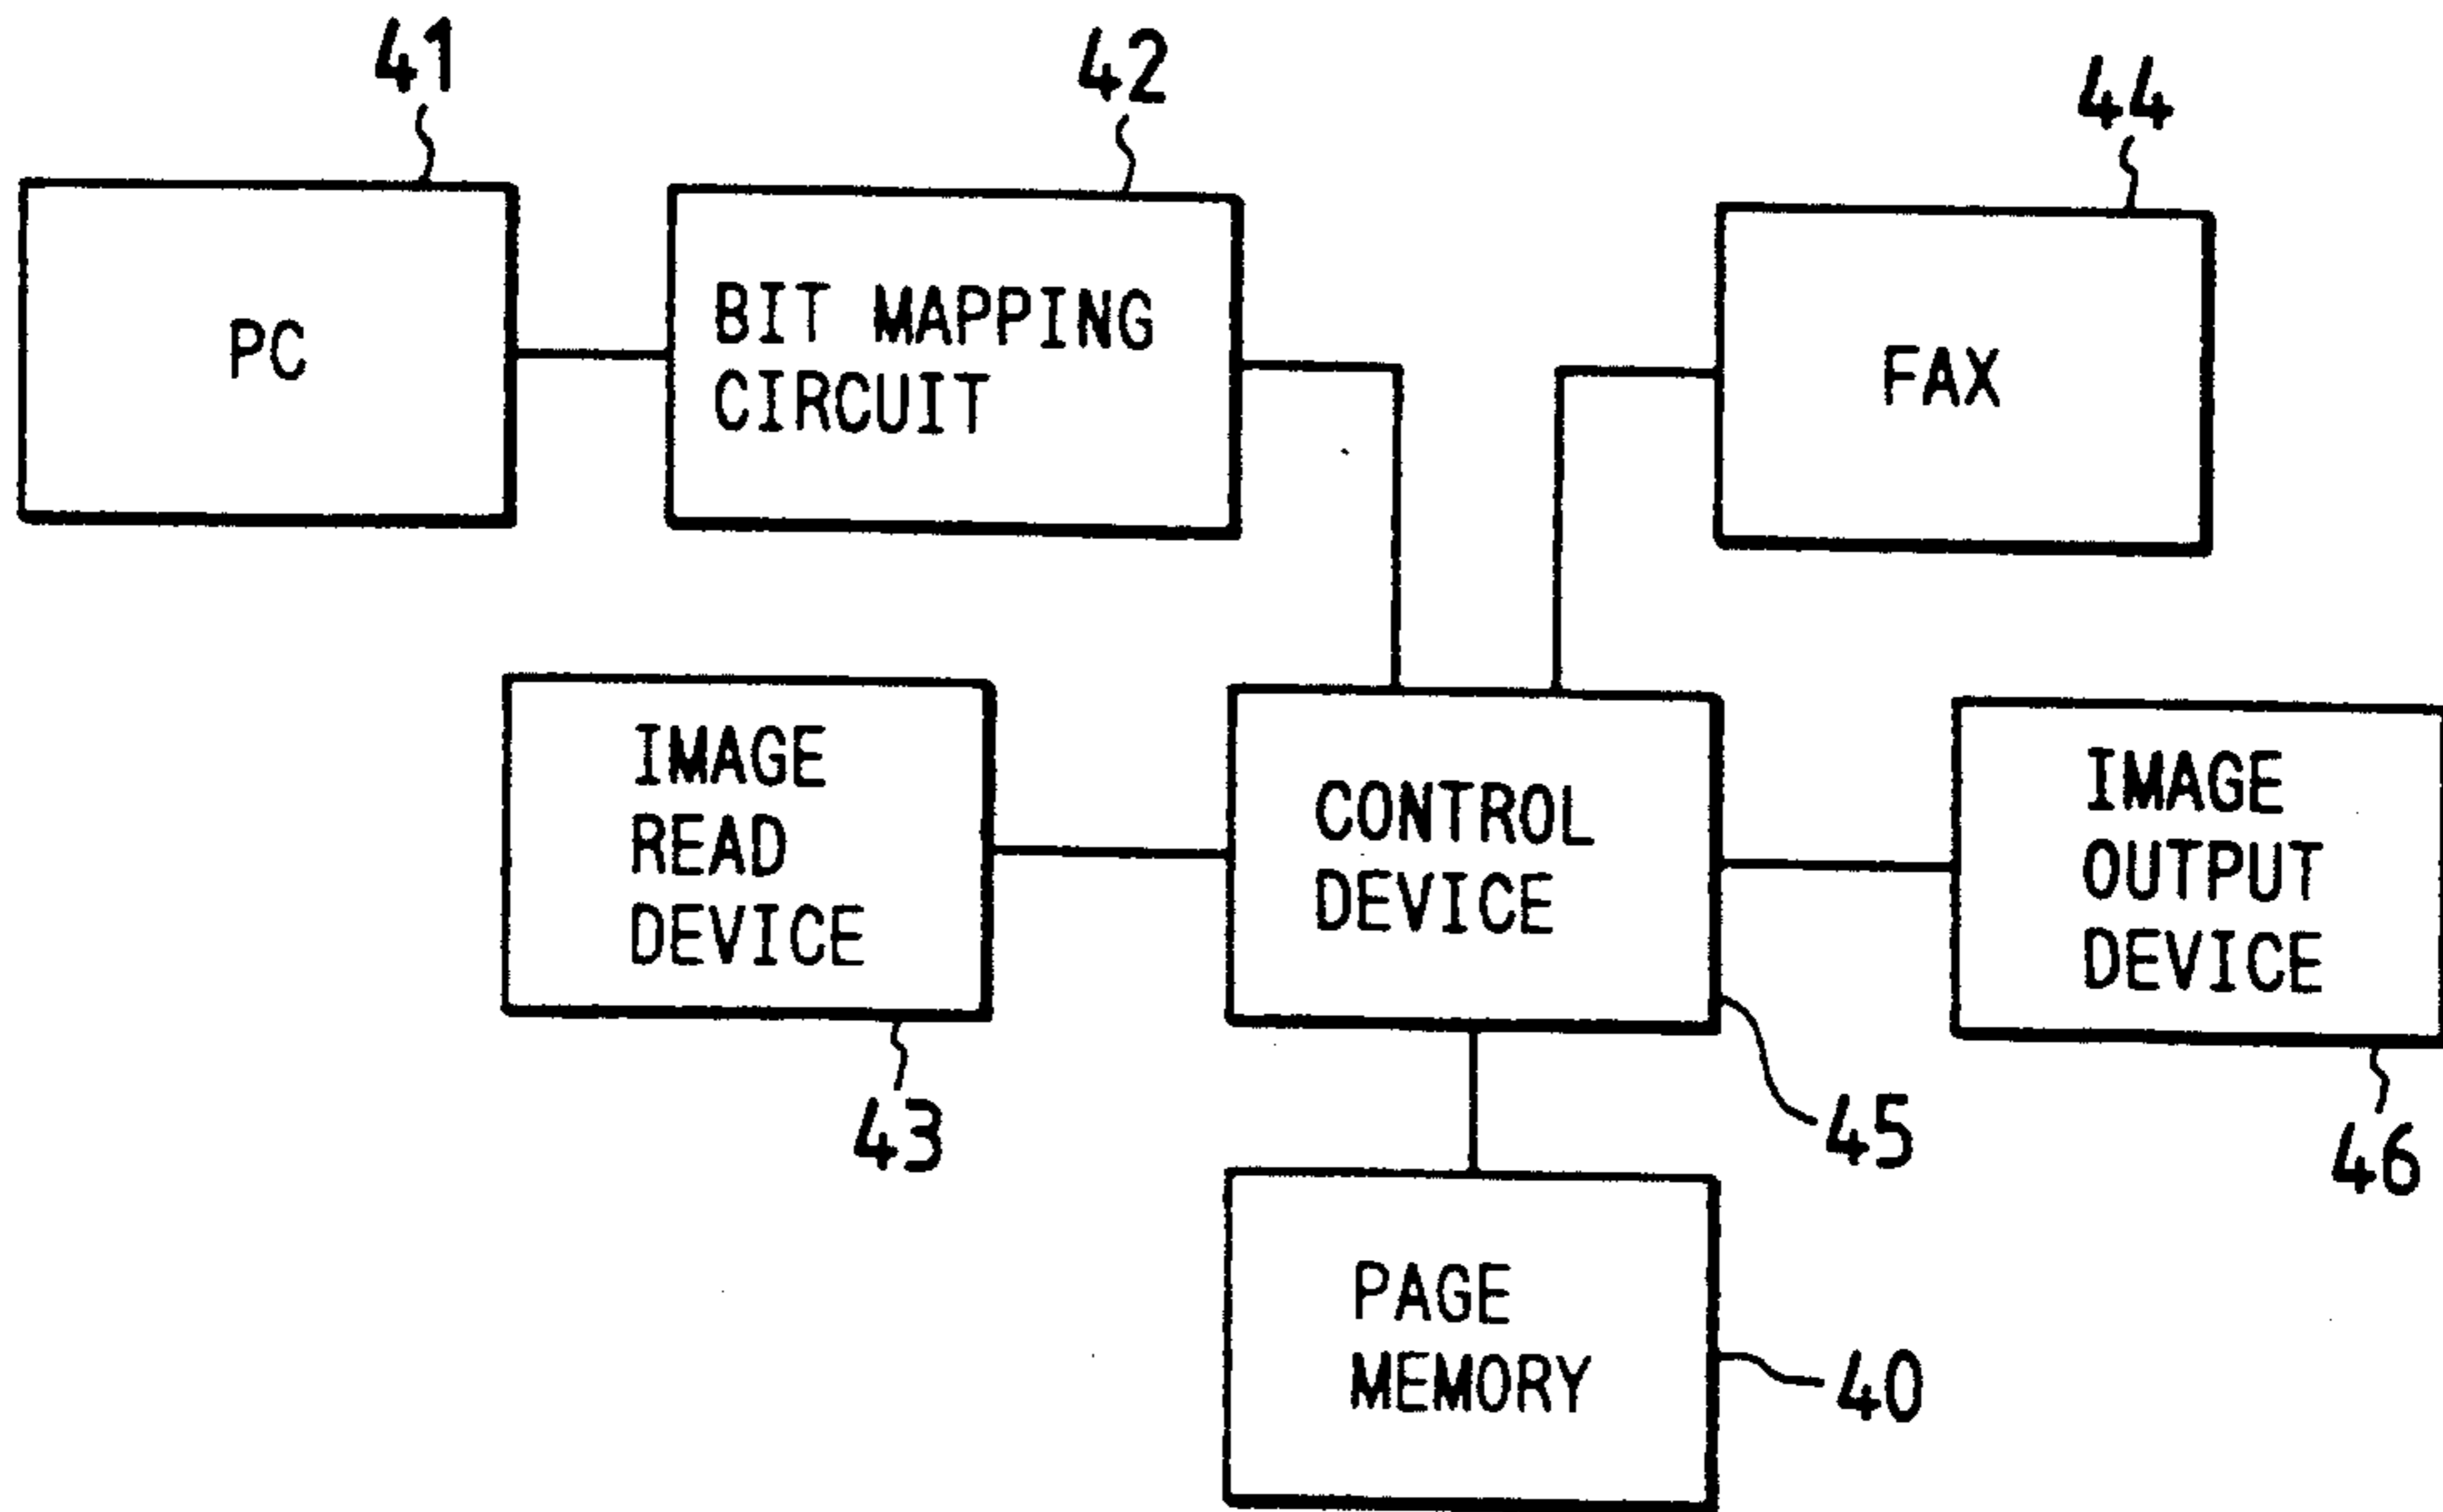 41
42
44
PC
BIT MAPPING
CIRCUIT
FAX
IMAGE
READ
DEVICE
CONTROL
DEVICE
IMAGE
OUTPUT
DEVICE
43
45
46
PAGE
MEMORY
40